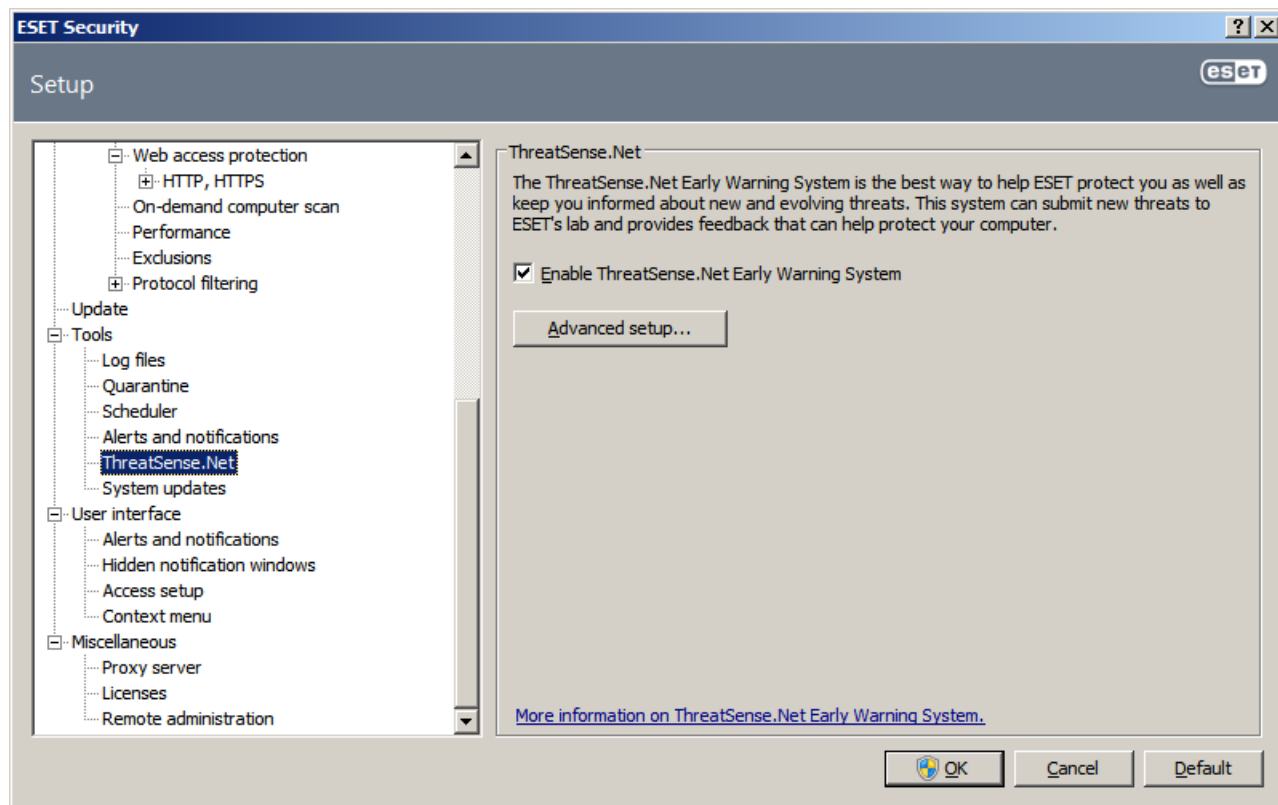 ESET Security
Setup
eset
Web access protection
HTTP, HTTPS
On-demand computer scan
Performance
Exclusions
Protocol filtering
Update
Tools
Log files
Quarantine
Scheduler
Alerts and notifications
ThreatSense.Net
System updates
User interface
Alerts and notifications
Hidden notification windows
Access setup
Context menu
Miscellaneous
Proxy server
Licenses
Remote administration
ThreatSense.Net
The ThreatSense.Net Early Warning System is the best way to help ESET protect you as well as
keep you informed about new and evolving threats. This system can submit new threats to
ESET's lab and provides feedback that can help protect your computer.
Enable ThreatSense.Net Early Warning System
Advanced setup...
More information on ThreatSense.Net Early Warning System.
OK
Cancel
Default